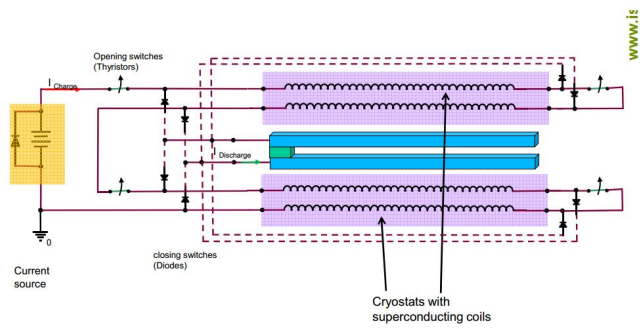 www.is
Opening switches
(Thyristors)
I Charge
I Discharge
0
closing switches
(Diodes)
Current
source
Cryostats with
superconducting coils